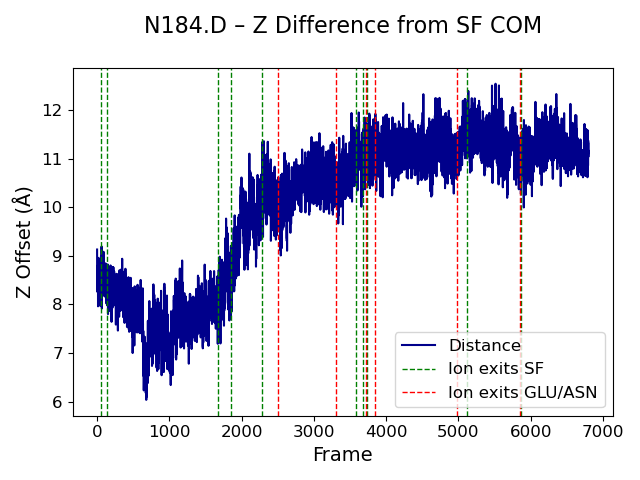 N184.D – Z Difference from SF COM
Z Offset (Å)
12
11
10
9
8
7
6
Distance
Ion exits SF
Ion exits GLU/ASN
0 1000 2000 3000 4000 5000 6000 7000
Frame